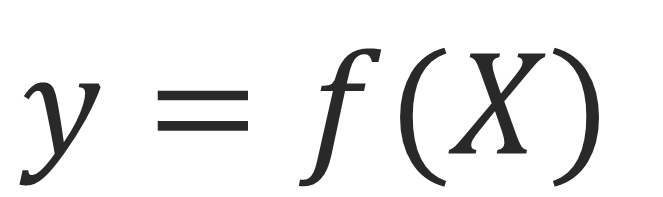 y = f(X)